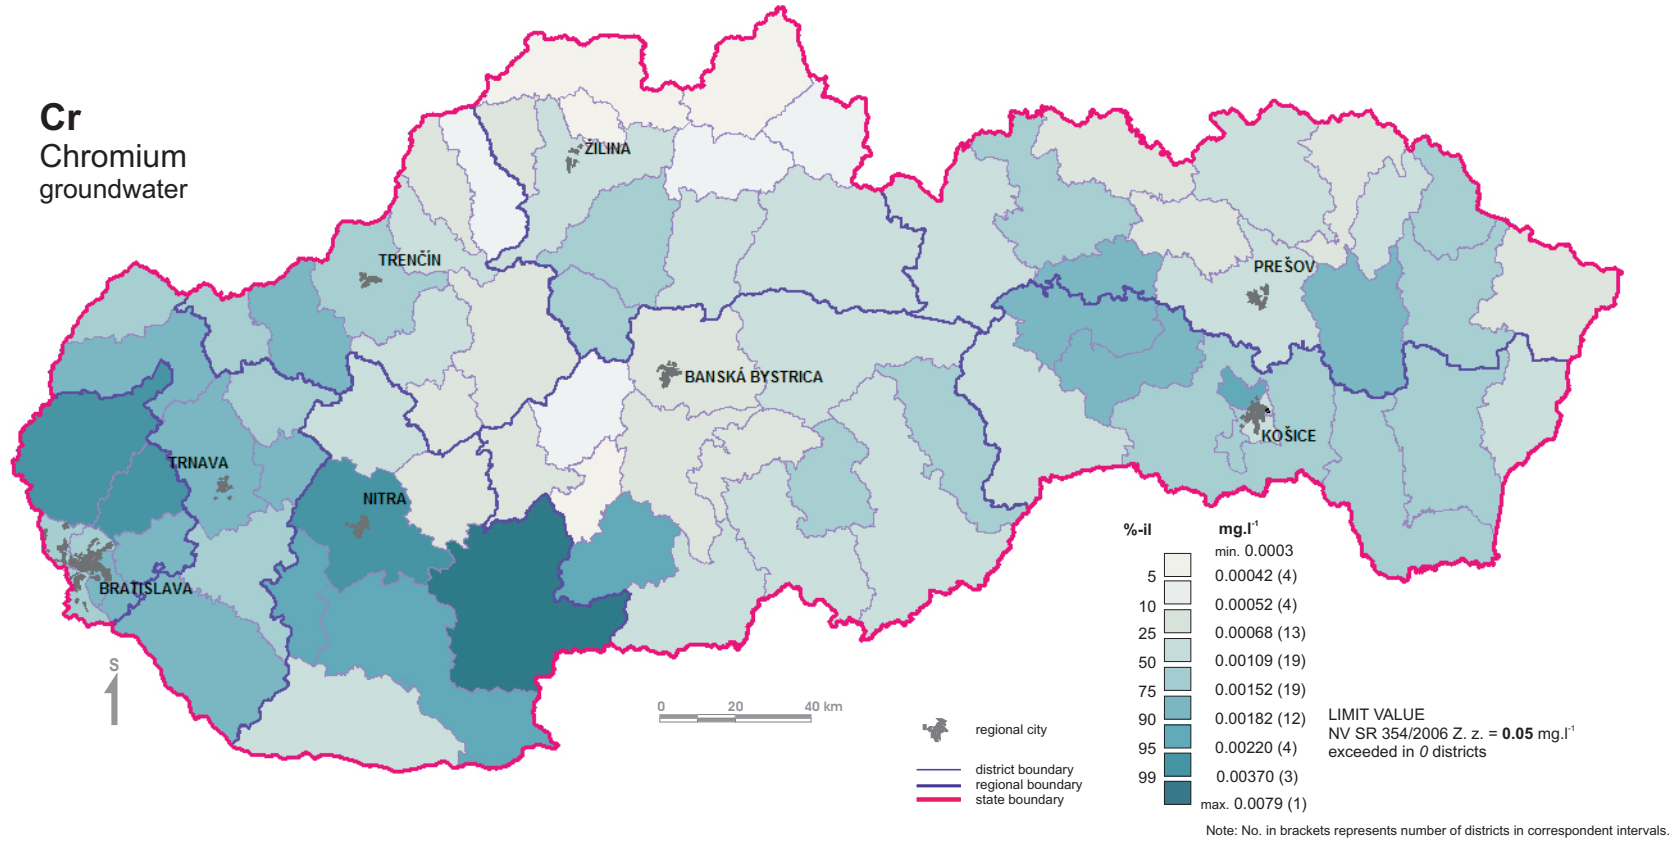 Cr
Chromium
groundwater
ŽILINA
TRENČÍN
PREŠOV
BANSKÁ BYSTRICA
KOŠICE
TRNAVA
NITRA
BRATISLAVA
S
0 20 40 km
regional city
district boundary
regional boundary
state boundary
%-il mg.l⁻¹
min. 0.0003
5 0.00042 (4)
10 0.00052 (4)
25 0.00068 (13)
50 0.00109 (19)
75 0.00152 (19)
90 0.00182 (12)
95 0.00220 (4)
99 0.00370 (3)
max. 0.0079 (1)
LIMIT VALUE
NV SR 354/2006 Z. z. = 0.05 mg.l⁻¹
exceeded in 0 districts
Note: No. in brackets represents number of districts in correspondent intervals.